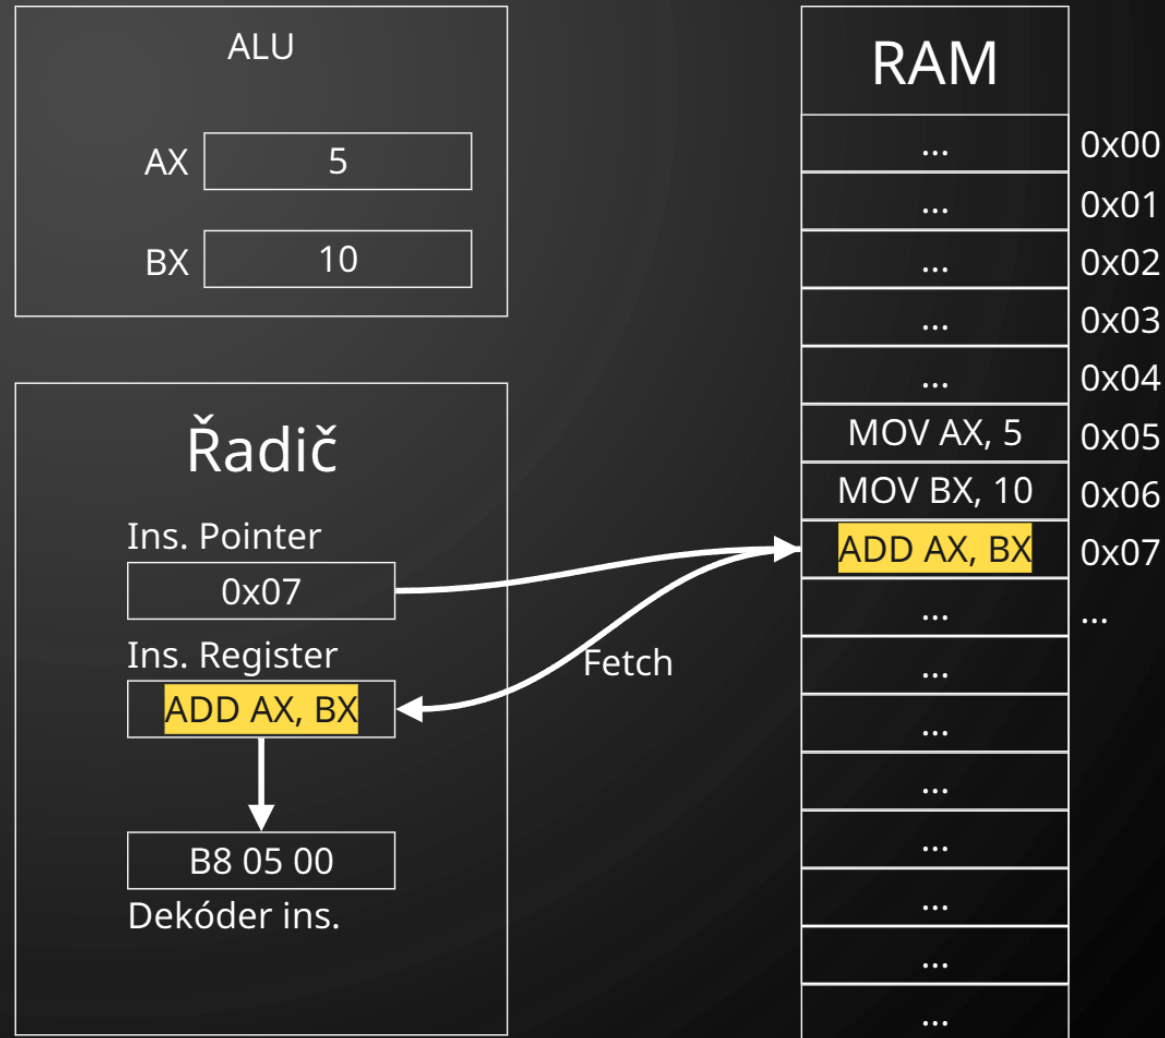 ALU
AX 5
BX 10
Řadič
Ins. Pointer
0x07
Ins. Register
ADD AX, BX
B8 05 00
Dekóder ins.
Fetch
RAM
... 0x00
... 0x01
... 0x02
... 0x03
... 0x04
MOV AX, 5 0x05
MOV BX, 10 0x06
ADD AX, BX 0x07
... ...
...
...
...
...
...
...
...